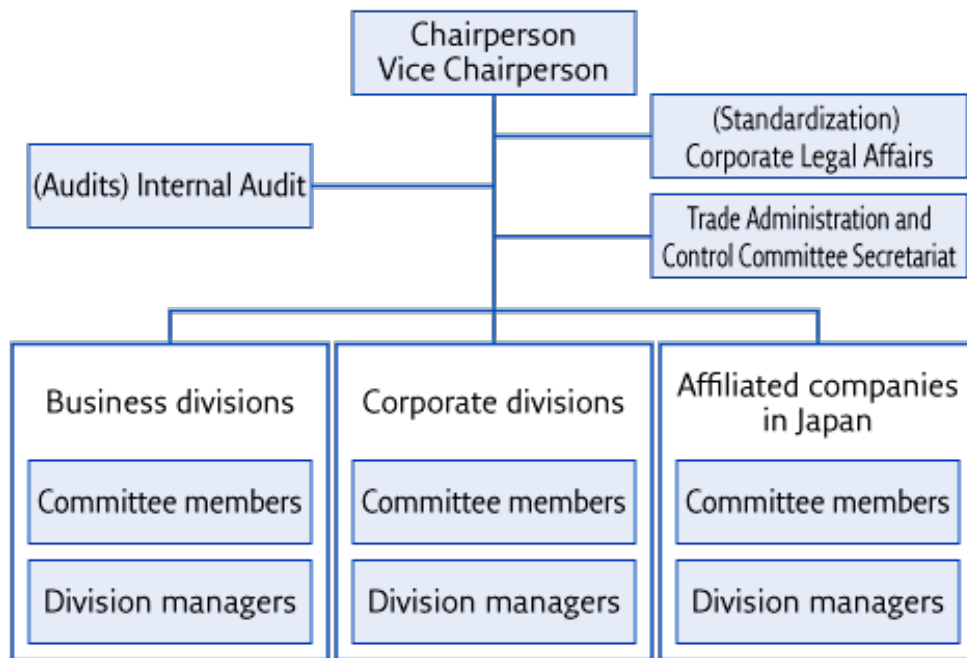 Chairperson
Vice Chairperson
(Standardization)
Corporate Legal Affairs
(Audits) Internal Audit
Trade Administration and
Control Committee Secretariat
Business divisions
Committee members
Division managers
Corporate divisions
Committee members
Division managers
Affiliated companies
in Japan
Committee members
Division managers